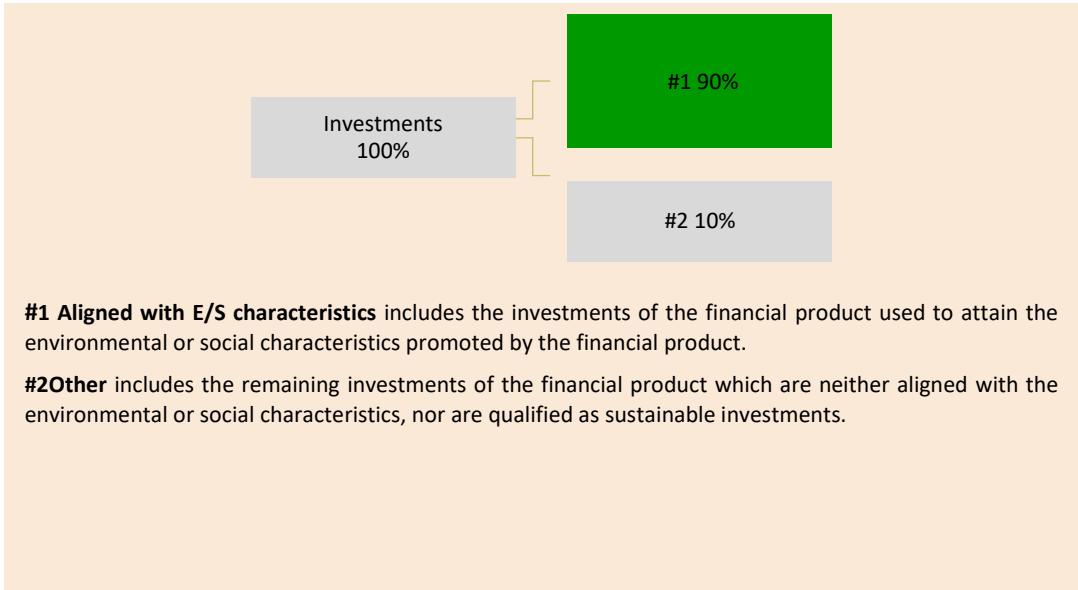 #1 90%
Investments
100%
#2 10%
#1 Aligned with E/S characteristics includes the investments of the financial product used to attain the
environmental or social characteristics promoted by the financial product.
#2Other includes the remaining investments of the financial product which are neither aligned with the
environmental or social characteristics, nor are qualified as sustainable investments.